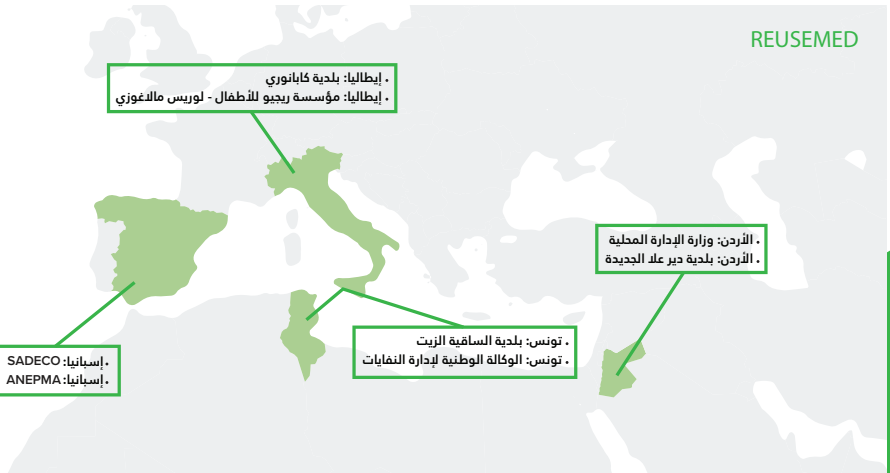 REUSEMED
. إيطاليا: بلدية كابانوري
. إيطاليا: مؤسسة ريجيو للأطفال - لوريس مالاغوزي
. الأردن: وزارة الإدارة المحلية
. الأردن: بلدية دير علا الجديدة
. تونس: بلدية الساقية الزيت
. تونس: الوكالة الوطنية لإدارة النفايات
.إسبانيا: SADECO
.إسبانيا: ANEPMA